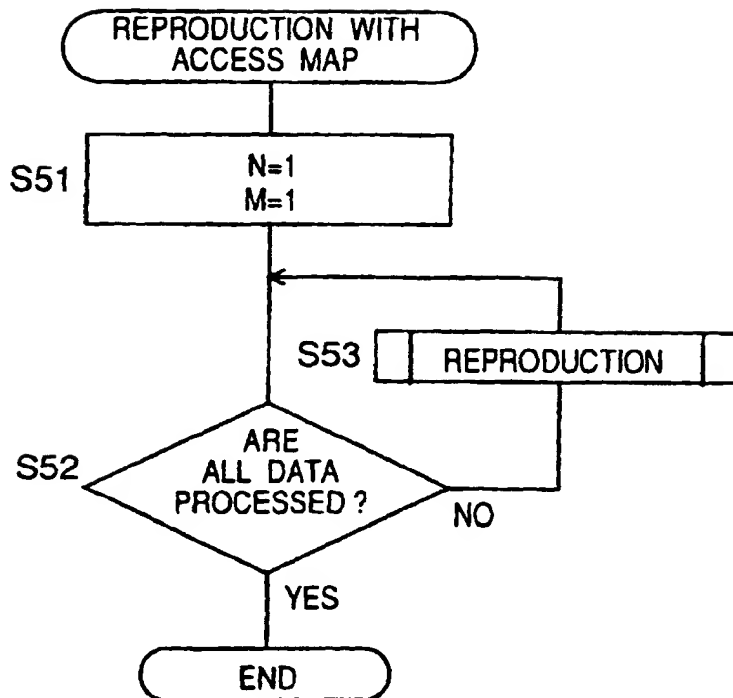 REPRODUCTION WITH
ACCESS MAP
S51
N=1
M=1
S53
REPRODUCTION
S52
ARE
ALL DATA
PROCESSED ?
NO
YES
END